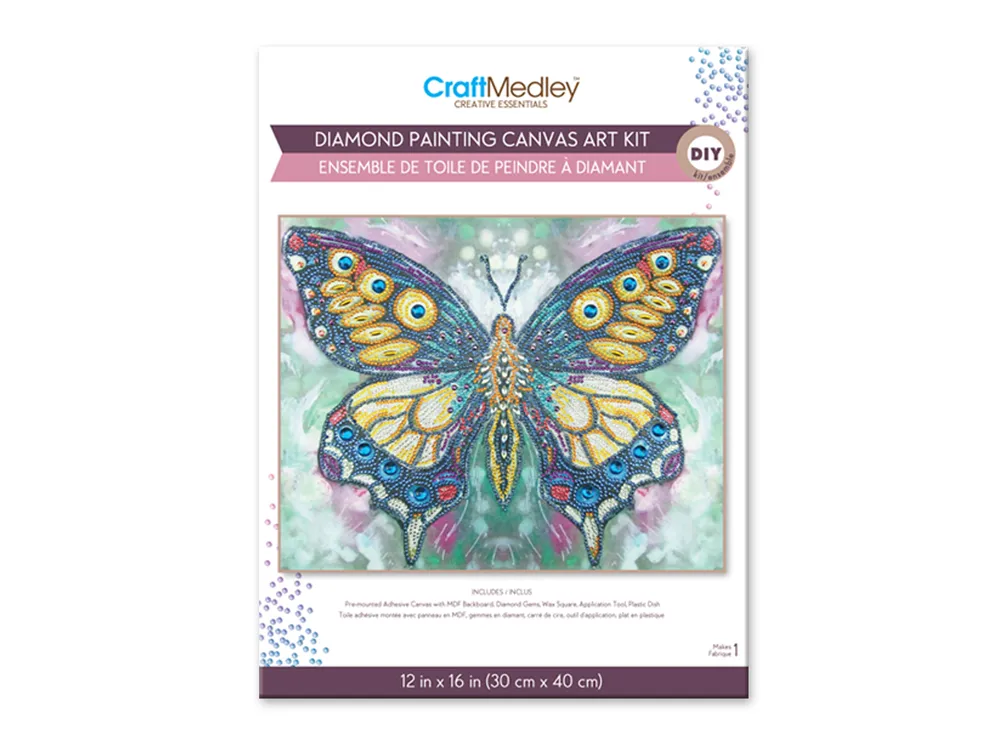 CraftMedley™
CREATIVE ESSENTIALS
DIAMOND PAINTING CANVAS ART KIT
ENSEMBLE DE TOILE DE PEINDRE À DIAMANT
DIY
kit/ensemble
INCLUDES / INCLUS
Pre-mounted Adhesive Canvas with MDF Backboard, Diamond Gems, Wax Square, Application Tool, Plastic Dish
Toile adhésive montée avec panneau en MDF, gemmes en diamant, carré de cire, outil d'application, plat en plastique
Makes
Fabrique 1
12 in x 16 in (30 cm x 40 cm)